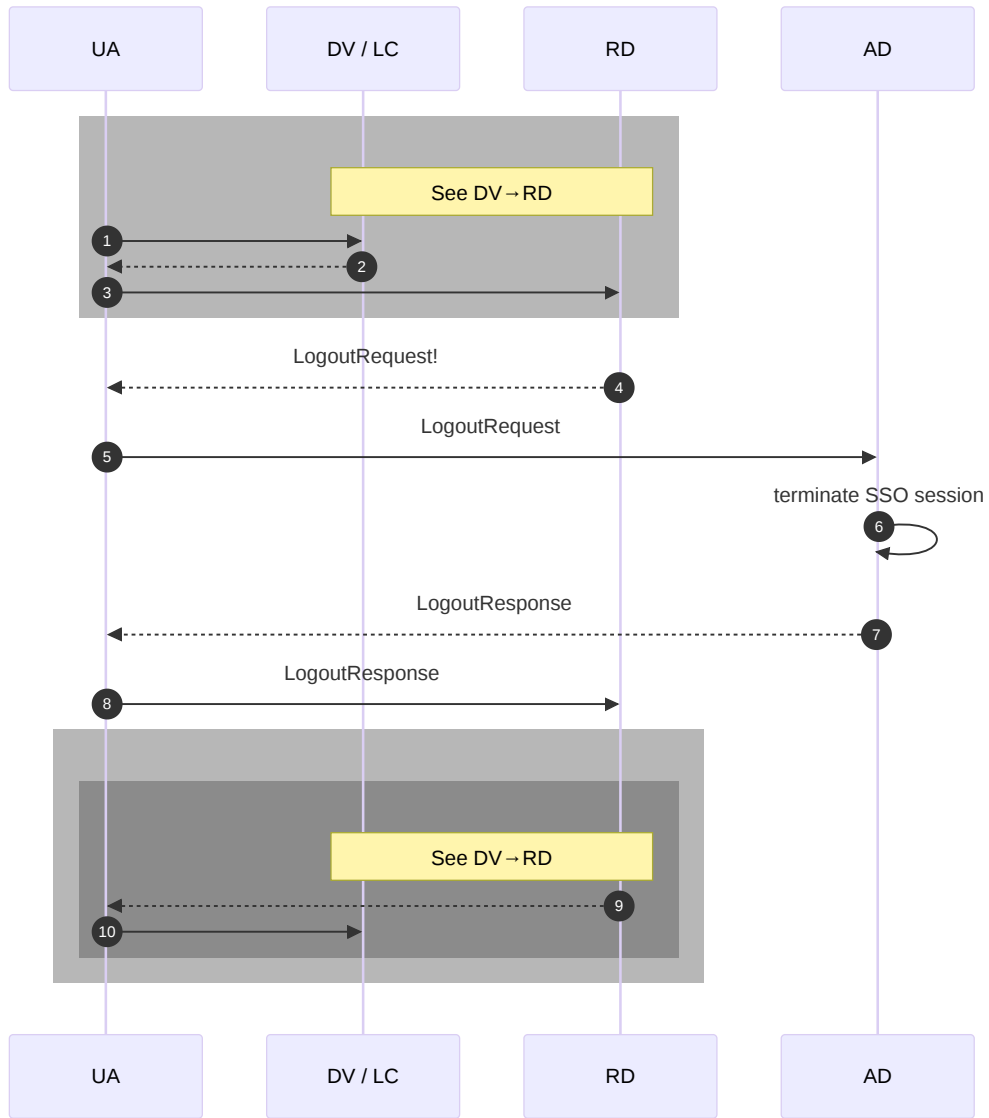 UA
DV / LC
RD
AD
See DV→RD
1
2
3
LogoutRequest!
4
LogoutRequest
5
terminate SSO session
6
LogoutResponse
7
LogoutResponse
8
See DV→RD
9
10
UA
DV / LC
RD
AD